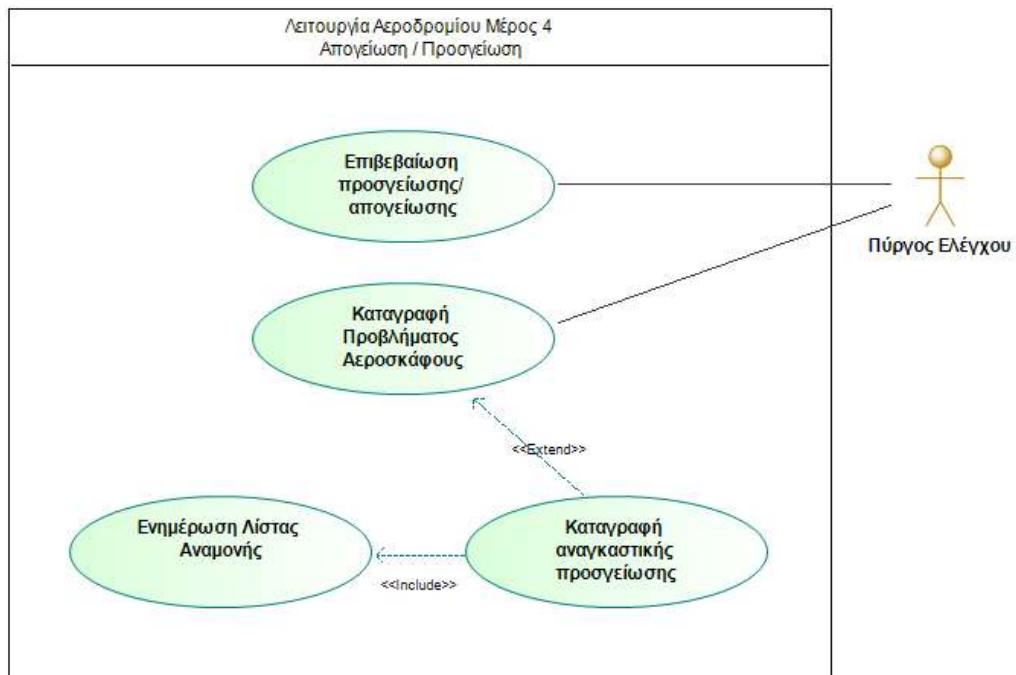 Λειτουργία Αεροδρομίου Μέρος 4
Απογείωση / Προσγείωση
Επιβεβαίωση
προσγείωσης/
απογείωσης
Πύργος Ελέγχου
Καταγραφή
Προβλήματος
Αεροσκάφους
<<Extend>>
Ενημέρωση Λίστας
Αναμονής
<<Include>>
Καταγραφή
αναγκαστικής
προσγείωσης